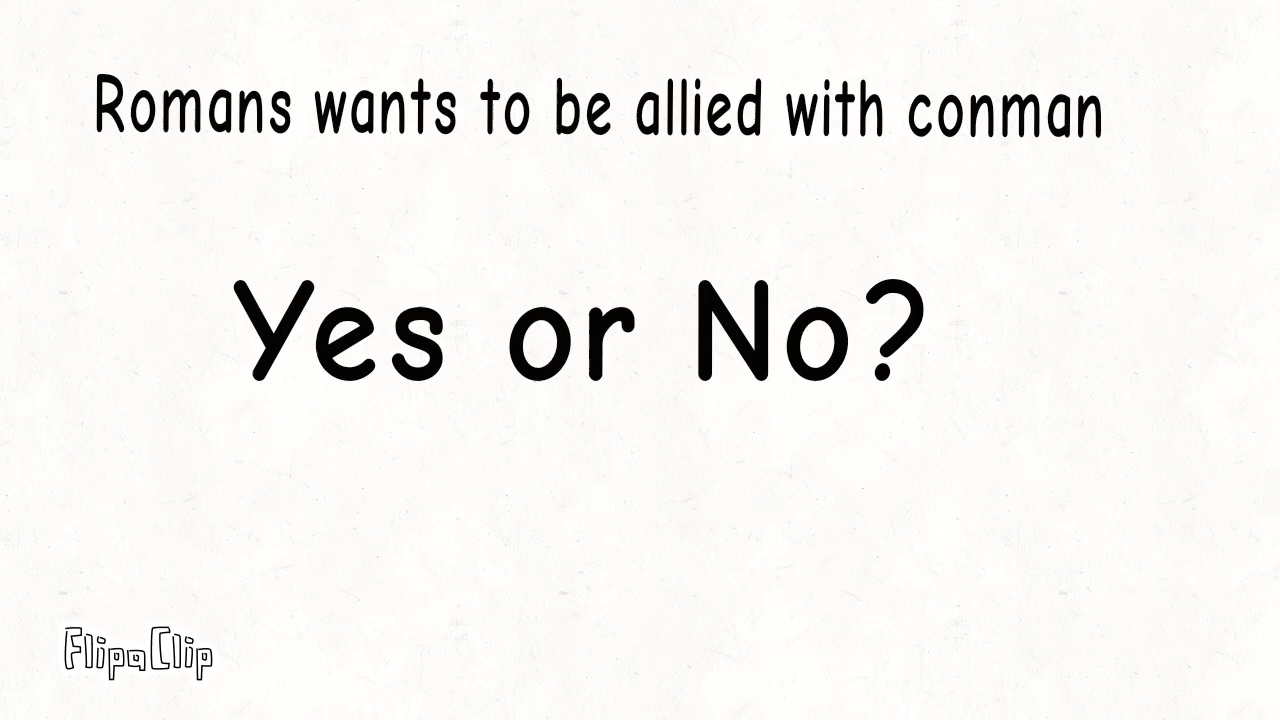 Romans wants to be allied with conman
Yes or No?
FlipaClip